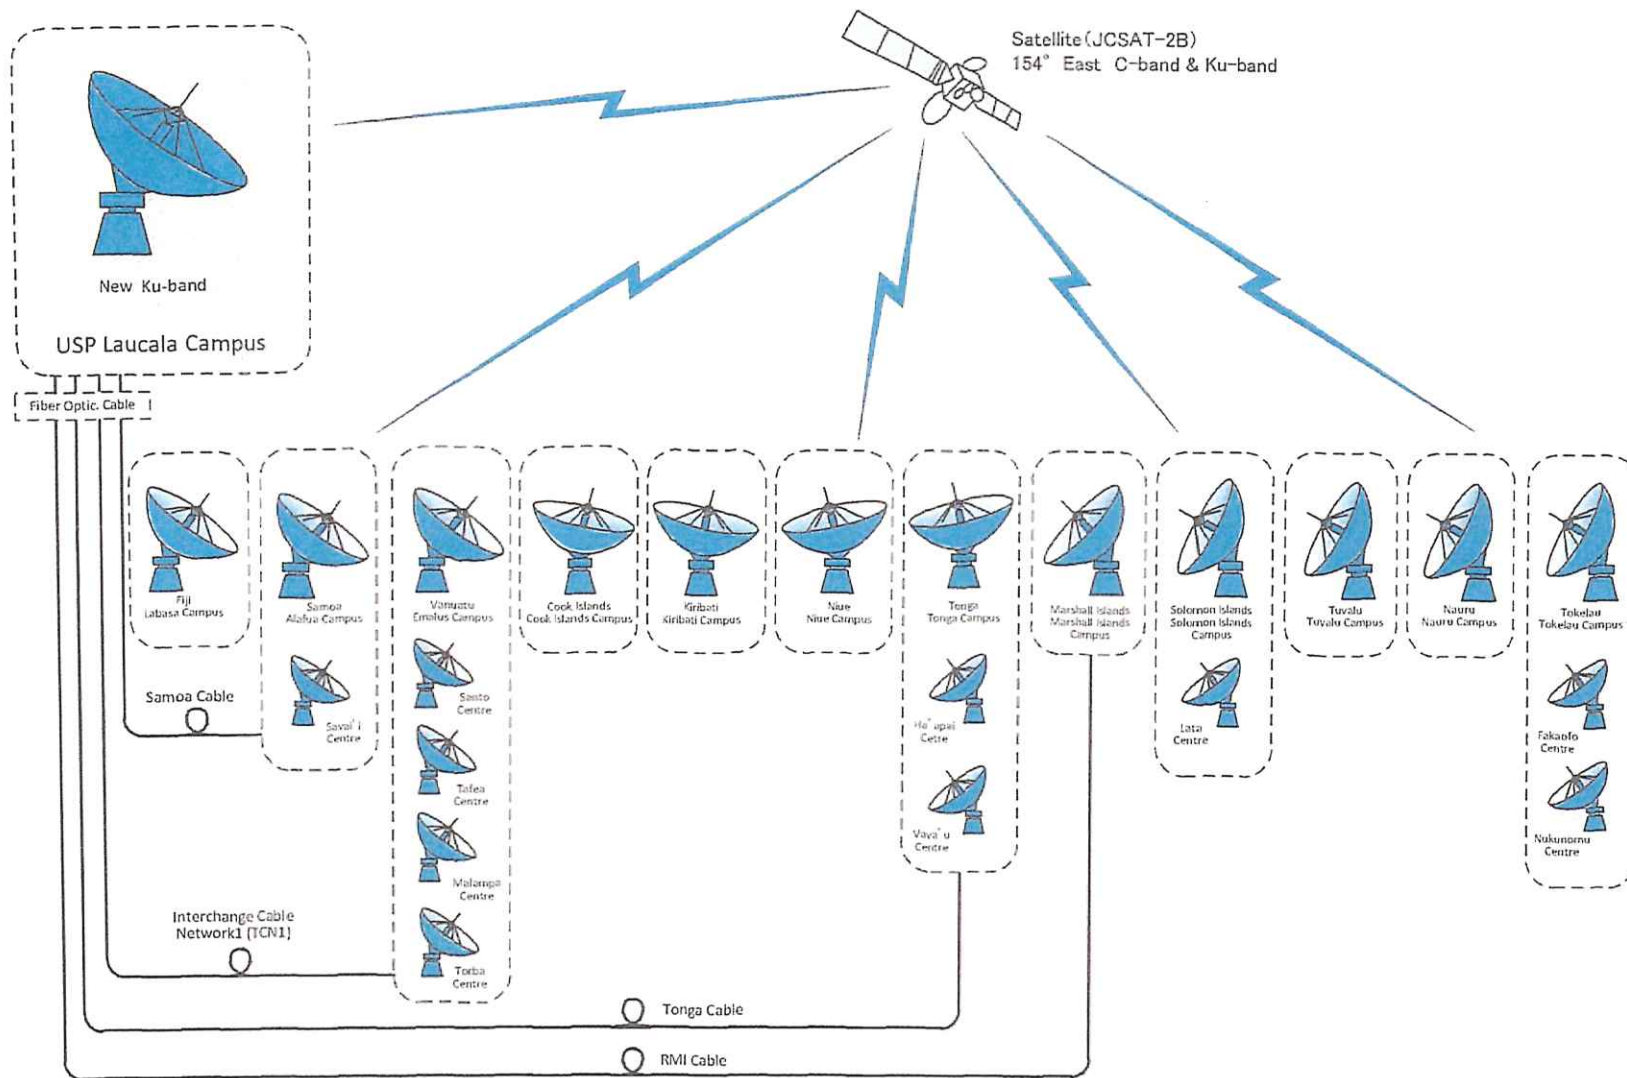 Satellite(JCSAT-2B)
154° East C-band & Ku-band
New Ku-band
USP Laucala Campus
Fiber Optic. Cable
Fiji
Labasa Campus
Samoa
Alafua Campus
Savai'i
Centre
Vanuatu
Emalus Campus
Santo
Centre
Tafea
Centre
Malampa
Centre
Torba
Centre
Cook Islands
Cook Islands Campus
Kiribati
Kiribati Campus
Niue
Niue Campus
Tonga
Tonga Campus
Ha'apai
Cetre
Vava'u
Centre
Marshall Islands
Marshall Islands
Campus
Solomon Islands
Solomon Islands
Campus
Lata
Centre
Tuvalu
Tuvalu Campus
Nauru
Nauru Campus
Tokelau
Tokelau Campus
Fakaofo
Centre
Nukunonu
Centre
Samoa Cable
Interchange Cable
Network1 (TCN1)
Tonga Cable
RMI Cable